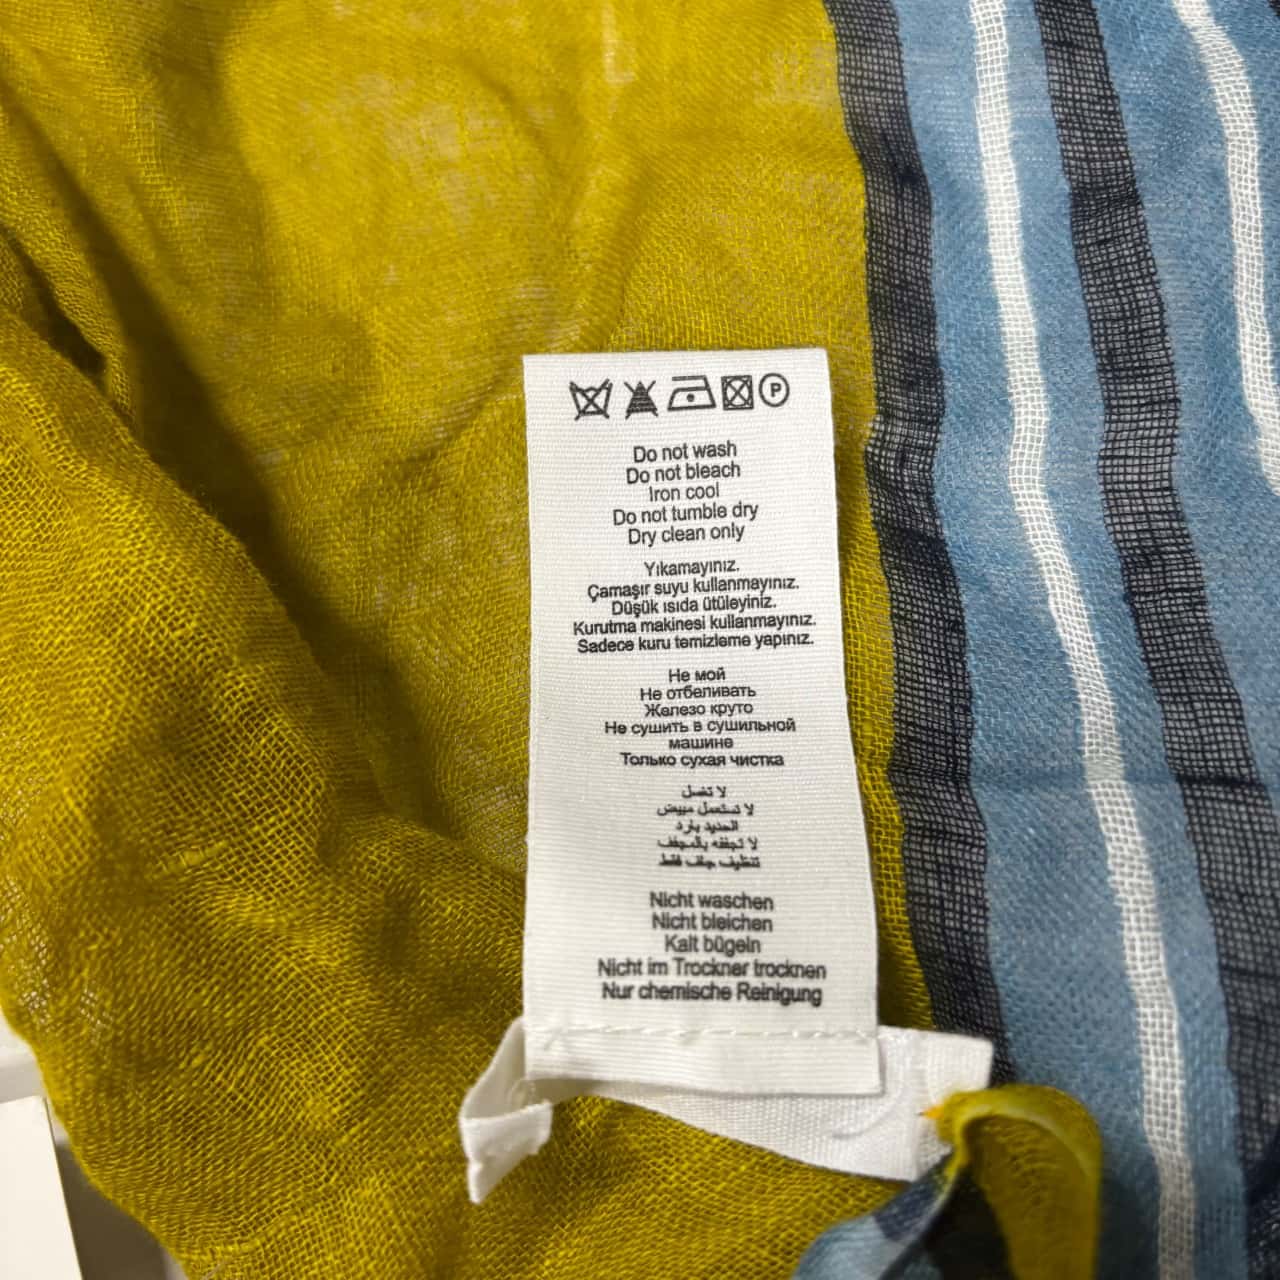 P
Do not wash
Do not bleach
Iron cool
Do not tumble dry
Dry clean only
Yıkamayınız.
Çamaşır suyu kullanmayınız.
Düşük ısıda ütüleyiniz.
Kurutma makinesi kullanmayınız.
Sadece kuru temizleme yapınız.
Не мой
Не отбеливать
Железо круто
Не сушить в сушильной
машине
Только сухая чистка
لا تغسل
لا تستعمل مبيض
الحديد بارد
لا تجففه بالمجفف
تنظيف جاف فقط
Nicht waschen
Nicht bleichen
Kalt bügeln
Nicht im Trockner trocknen
Nur chemische Reinigung